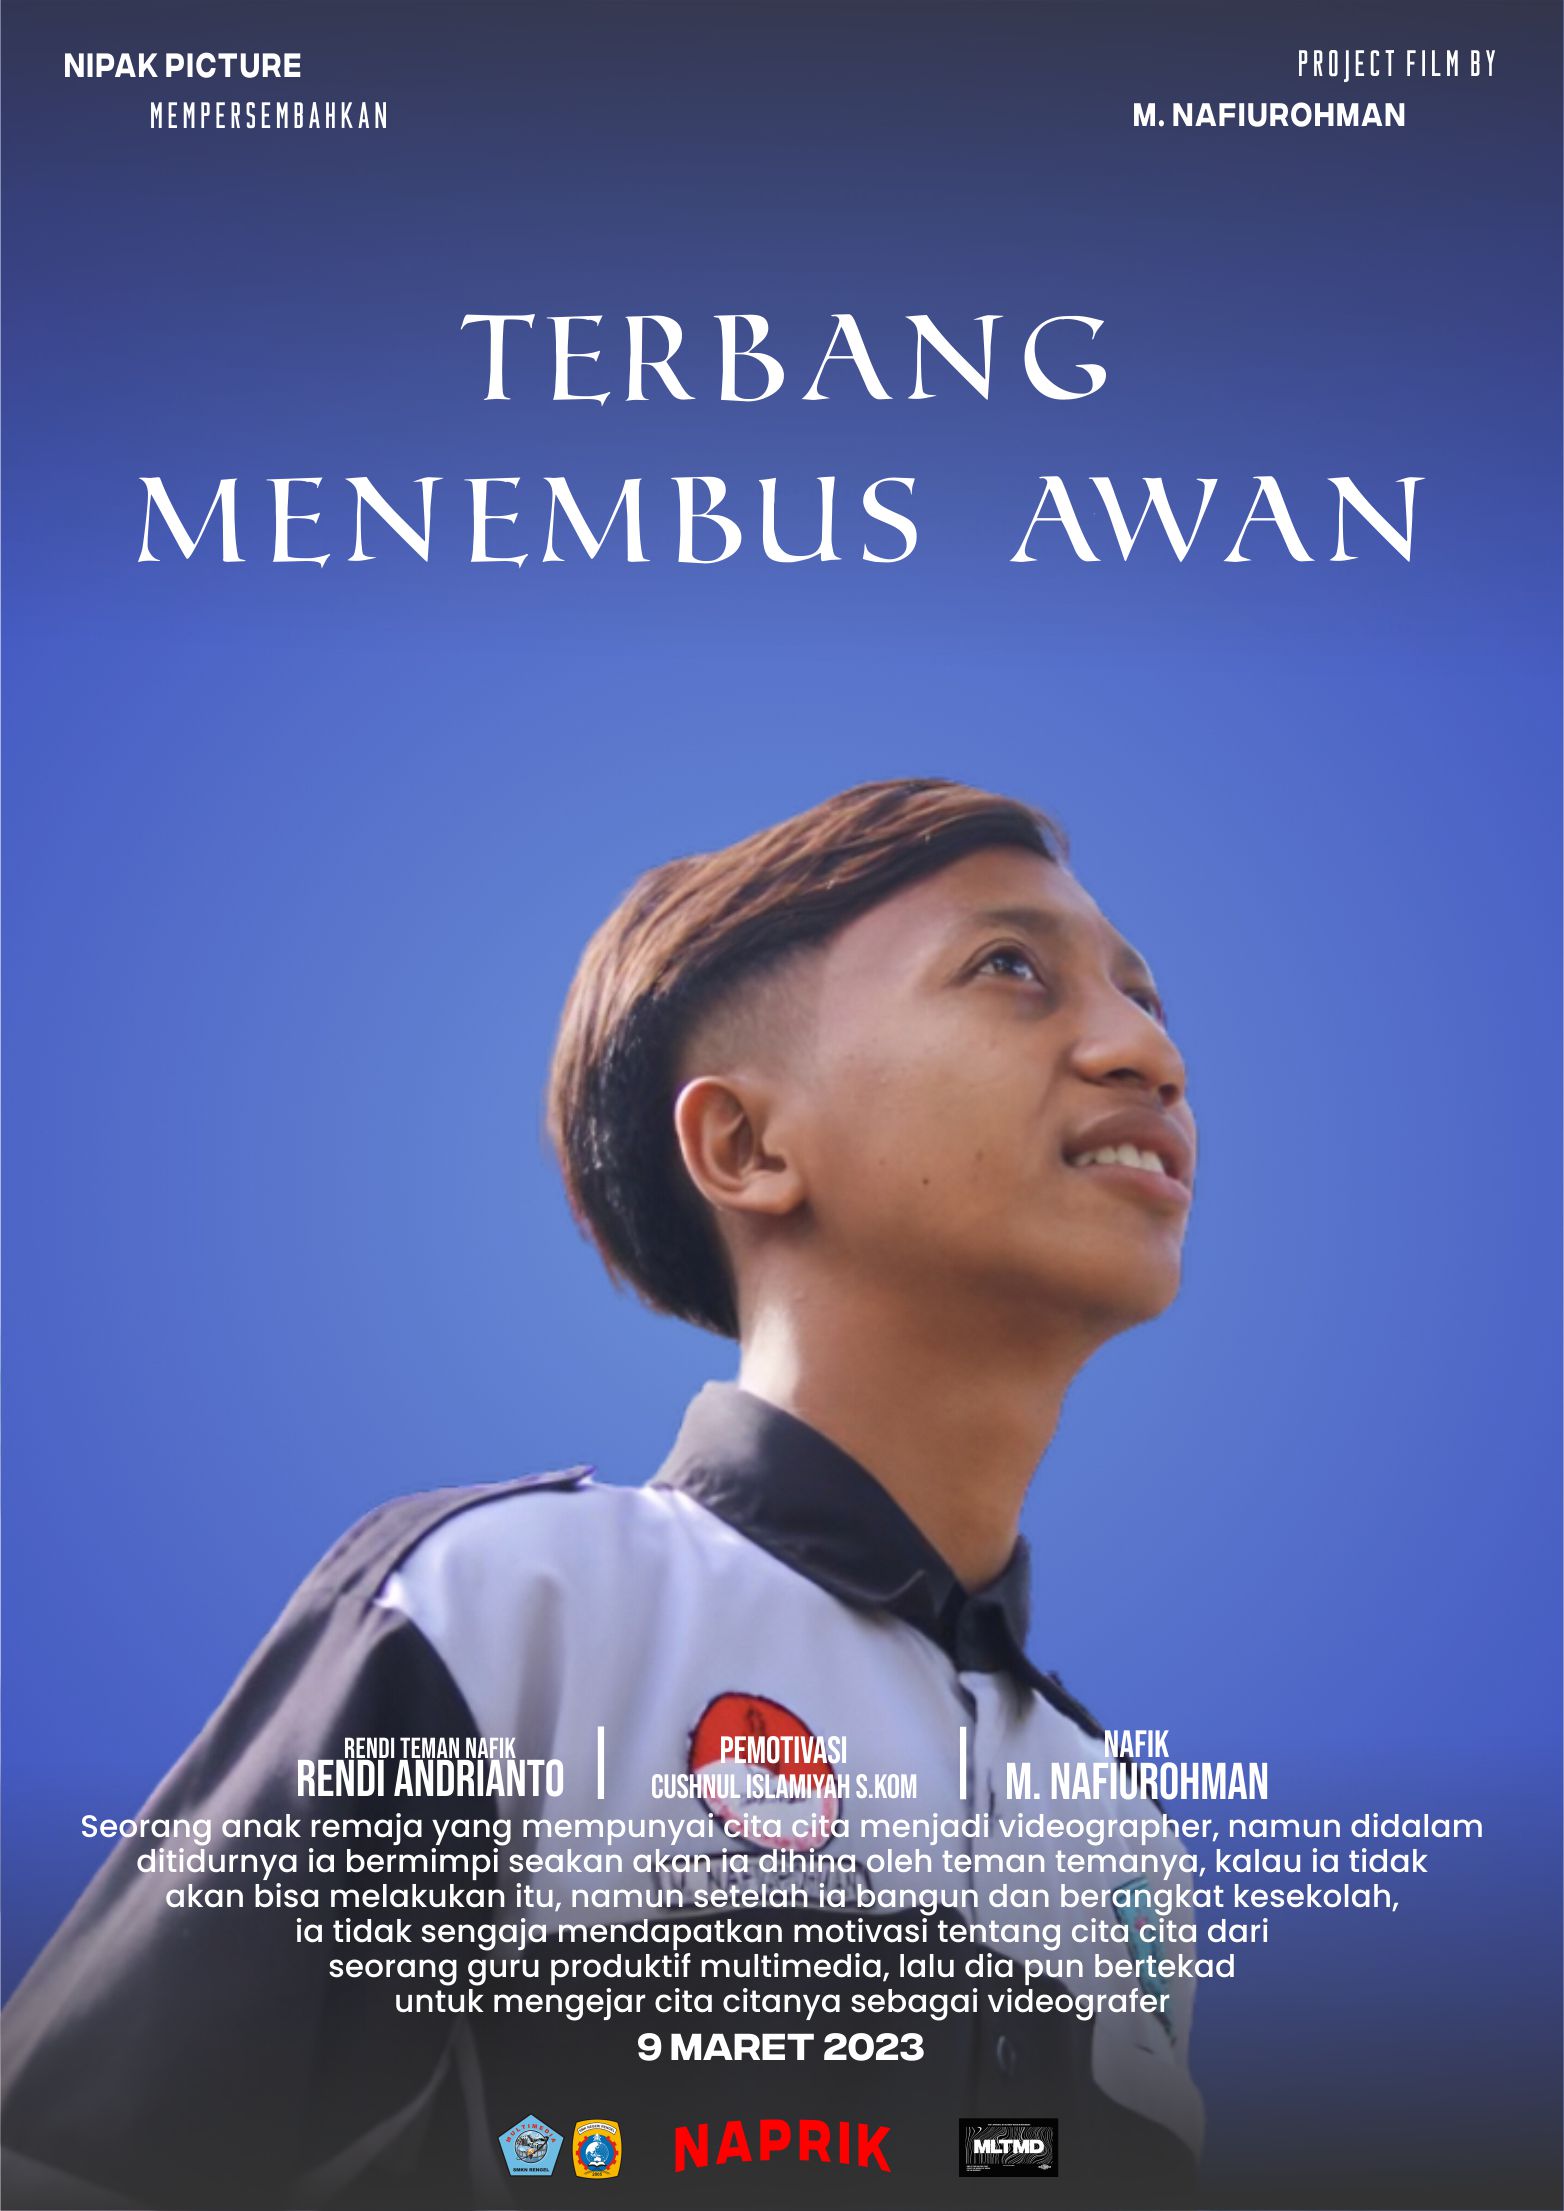 NIPAK PICTURE
MEMPERSEMBAHKAN
PROJECT FILM BY
M. NAFIUROHMAN
TERBANG
MENEMBUS AWAN
RENDI TEMAN NAFIK
RENDI ANDRIANTO
PEMOTIVASI
CUSHNUL ISLAMIYAH S.KOM
NAFIK
M. NAFIUROHMAN
Seorang anak remaja yang mempunyai cita cita menjadi videographer, namun didalam
ditidurnya ia bermimpi seakan akan ia dihina oleh teman temanya, kalau ia tidak
akan bisa melakukan itu, namun setelah ia bangun dan berangkat kesekolah,
ia tidak sengaja mendapatkan motivasi tentang cita cita dari
seorang guru produktif multimedia, lalu dia pun bertekad
untuk mengejar cita citanya sebagai videografer
9 MARET 2023
MULTIMEDIA
SMKN RENGEL
NAPRIK
MLTMD